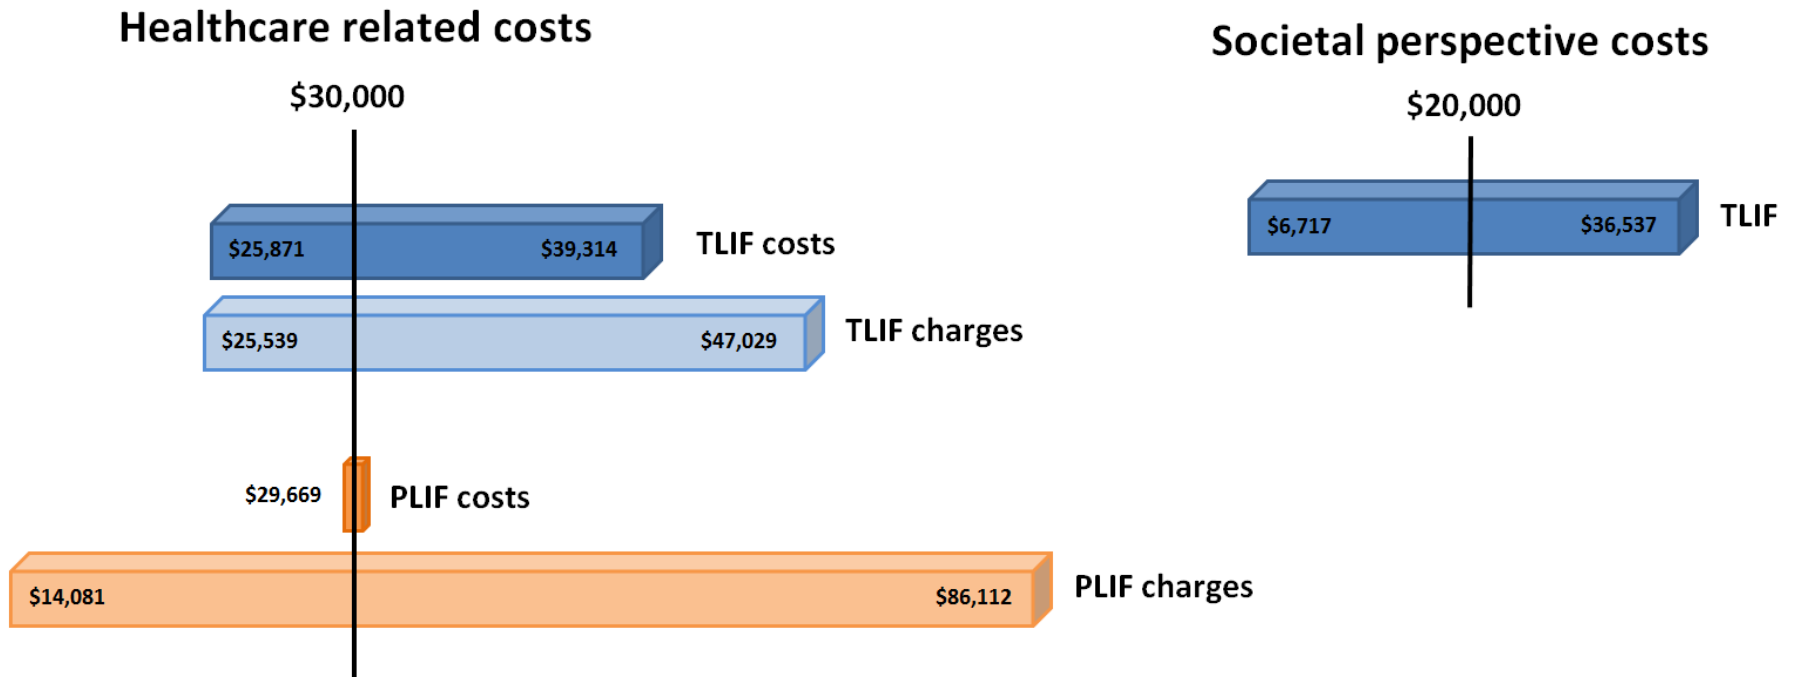 Healthcare related costs
$30,000
$25,871 $39,314 TLIF costs
$25,539 $47,029 TLIF charges
$29,669 PLIF costs
$14,081 $86,112 PLIF charges
Societal perspective costs
$20,000
$6,717 $36,537 TLIF